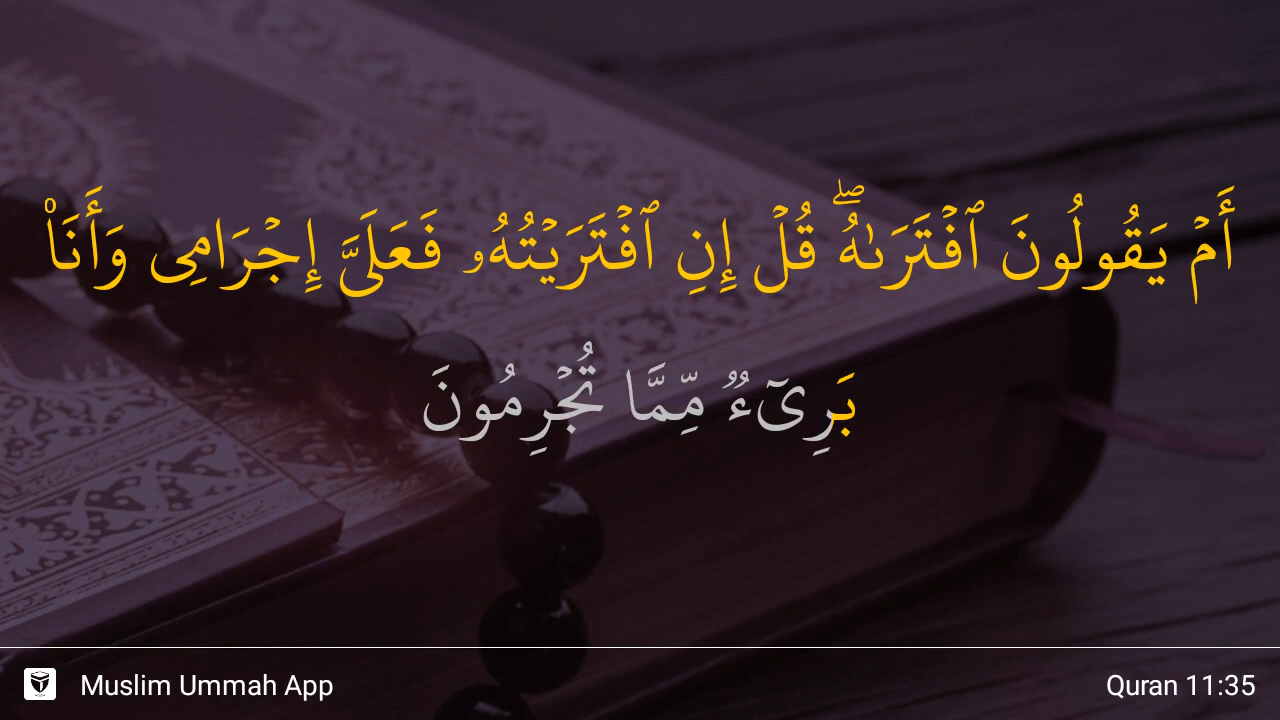 أَمْ يَقُولُونَ ٱفْتَرَىٰهُ ۖ قُلْ إِنِ ٱفْتَرَيْتُهُۥ فَعَلَىَّ إِجْرَامِى وَأَنَا۠
بَرِىٓءٌ مِّمَّا تُجْرِمُونَ
Muslim Ummah App
Quran 11:35